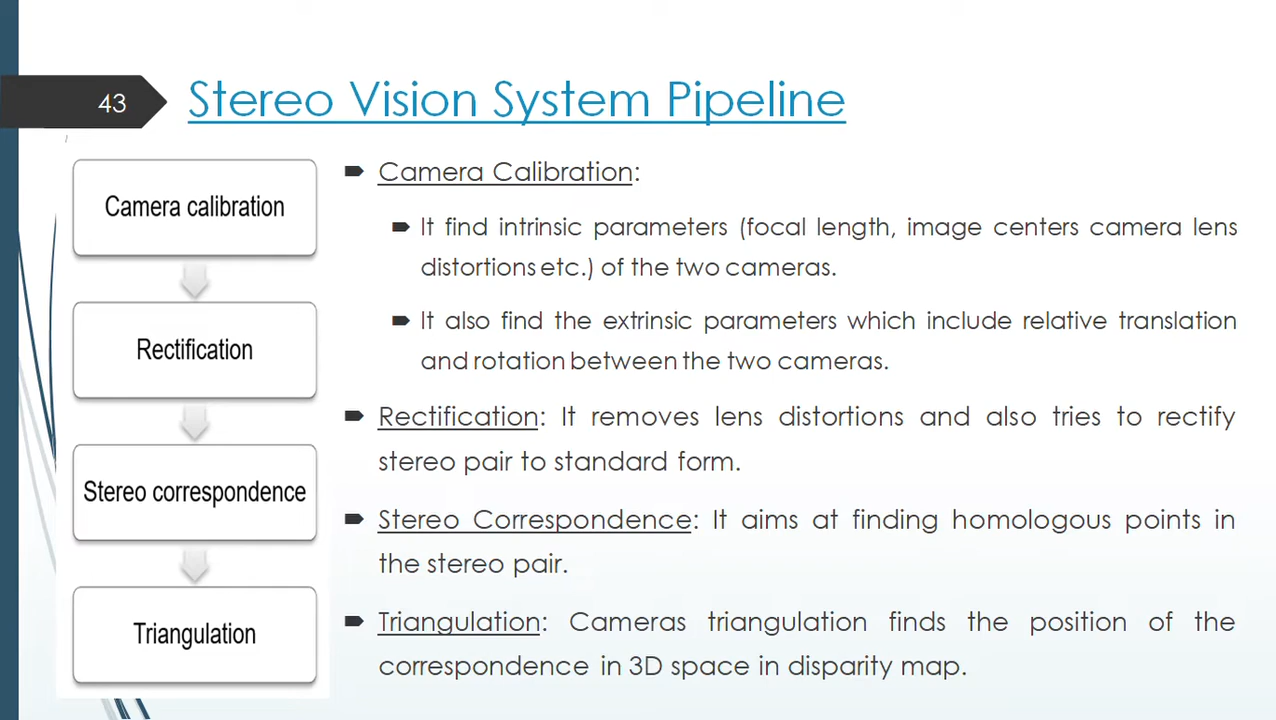 43
Stereo Vision System Pipeline
Camera calibration
Rectification
Stereo correspondence
Triangulation
Camera Calibration:
It find intrinsic parameters (focal length, image centers camera lens
distortions etc.) of the two cameras.
It also find the extrinsic parameters which include relative translation
and rotation between the two cameras.
Rectification: It removes lens distortions and also tries to rectify
stereo pair to standard form.
Stereo Correspondence: It aims at finding homologous points in
the stereo pair.
Triangulation: Cameras triangulation finds the position of the
correspondence in 3D space in disparity map.